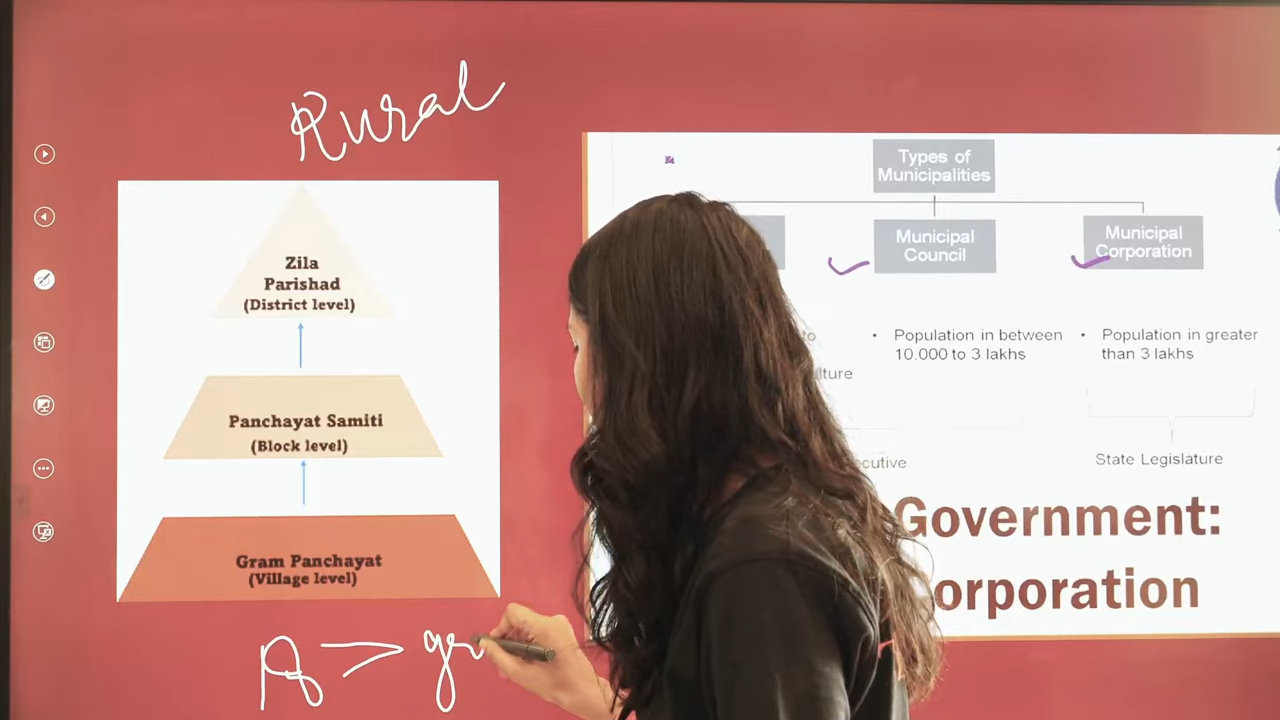 Rural
Zila
Parishad
(District level)
Panchayat Samiti
(Block level)
Gram Panchayat
(Village level)
Types of
Municipalities
Municipal
Council
Municipal
Corporation
• Population in between
10.000 to 3 lakhs
• Population in greater
than 3 lakhs
State Legislature
Government:
orporation